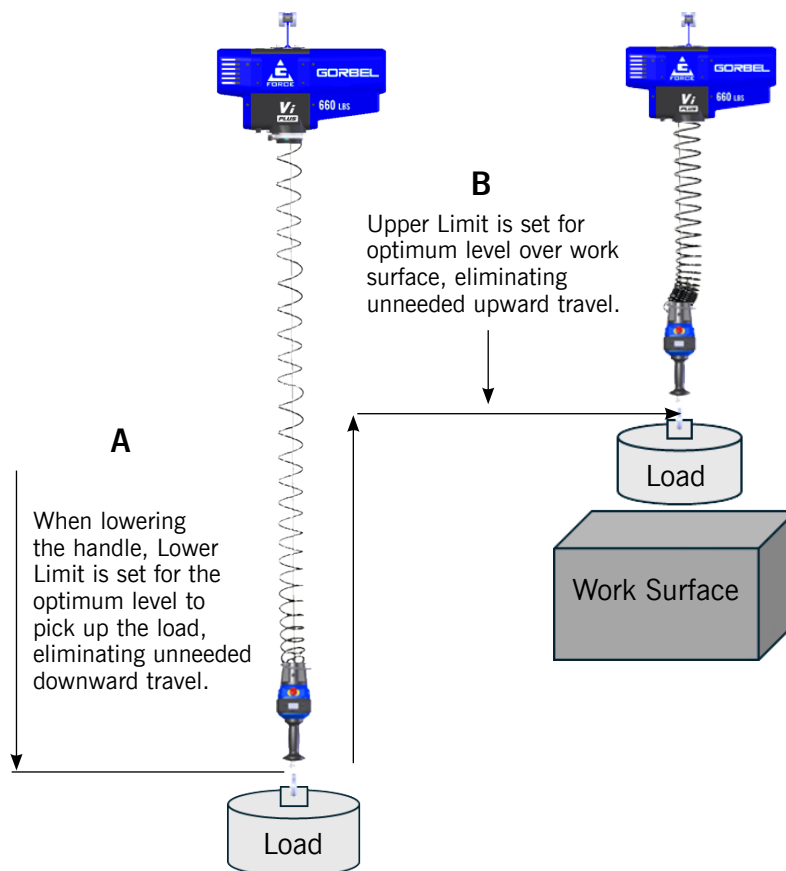 E
FORCE
GORBEL
Vi
PLUS
660 LBS
E
FORCE
GORBEL
Vi
PLUS
660 LBS
B
Upper Limit is set for
optimum level over work
surface, eliminating
unneeded upward travel.
A
When lowering
the handle, Lower
Limit is set for the
optimum level to
pick up the load,
eliminating unneeded
downward travel.
Load
Work Surface
Load